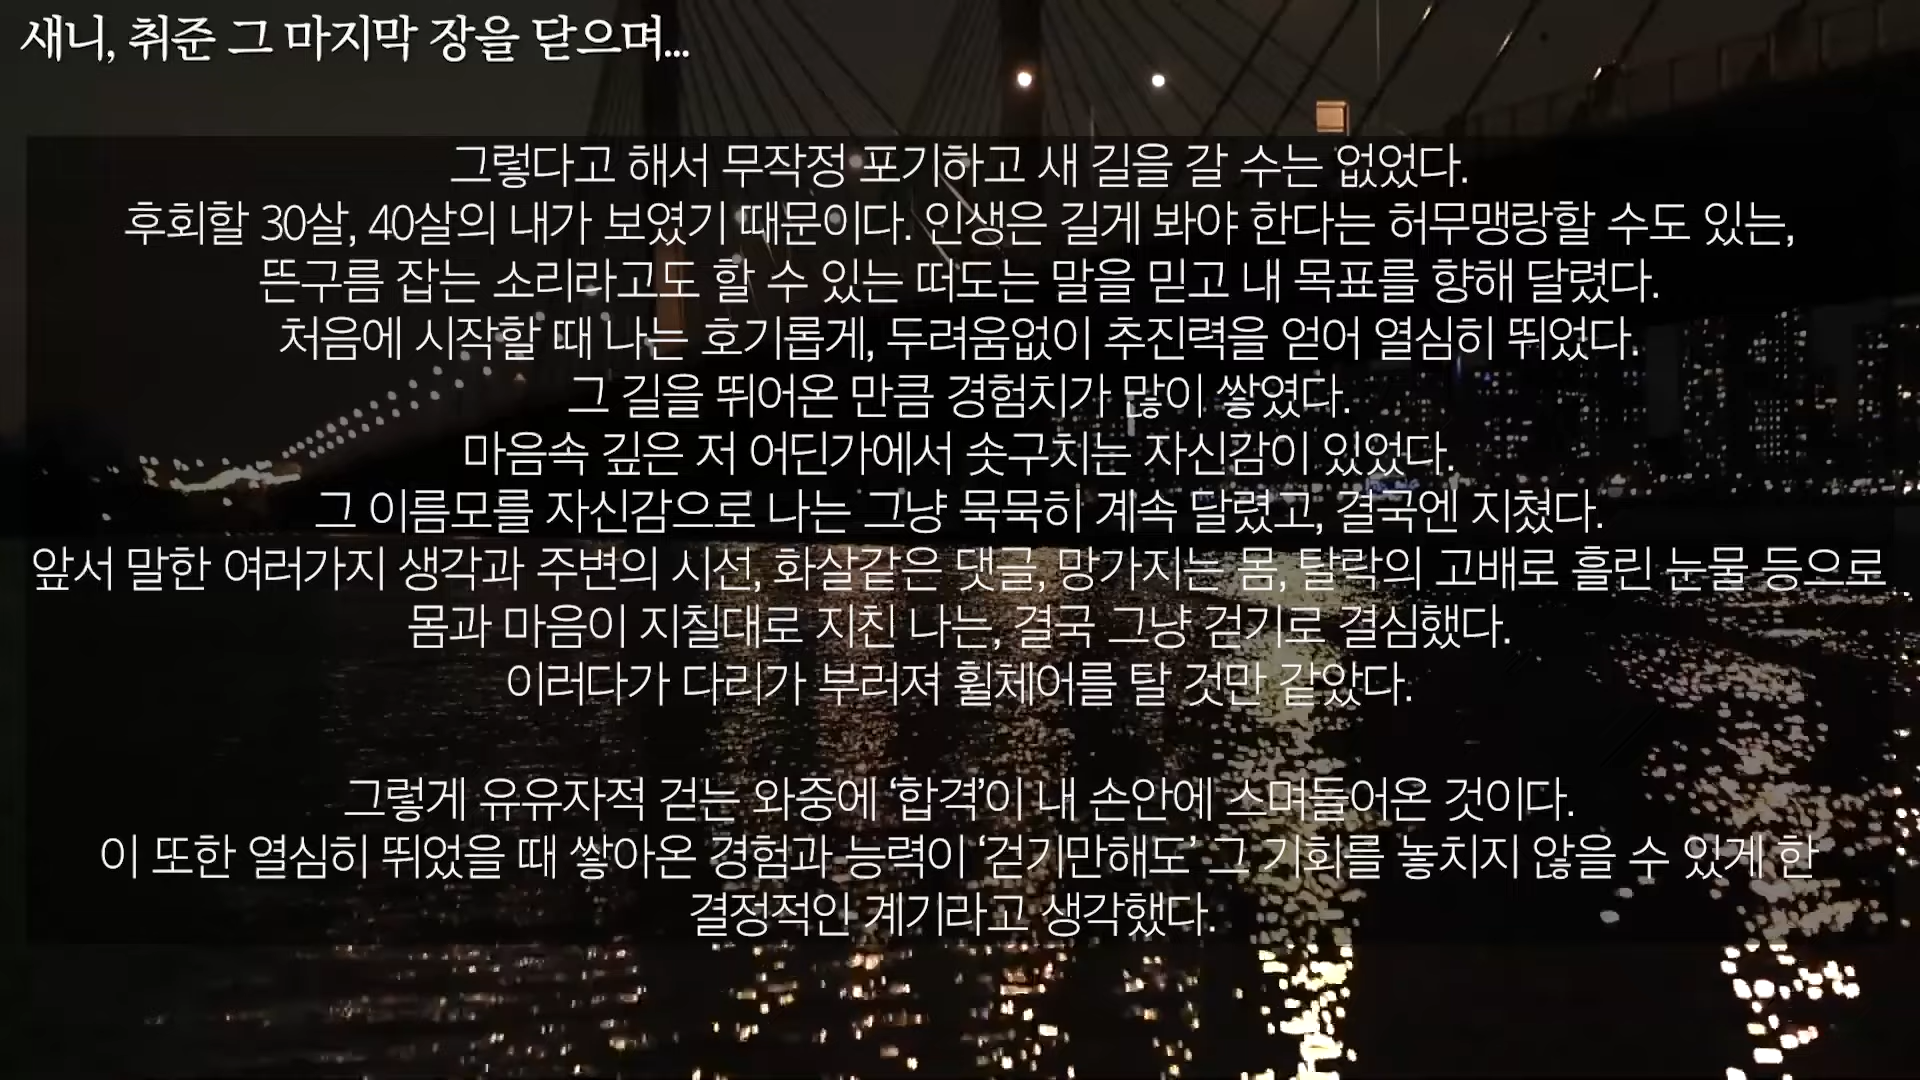 새니, 취준 그 마지막 장을 닫으며...
그렇다고 해서 무작정 포기하고 새 길을 갈 수는 없었다.
후회할 30살, 40살의 내가 보였기 때문이다. 인생은 길게 봐야 한다는 허무맹랑할 수도 있는,
뜬구름 잡는 소리라고도 할 수 있는 떠도는 말을 믿고 내 목표를 향해 달렸다.
처음에 시작할 때 나는 호기롭게, 두려움없이 추진력을 얻어 열심히 뛰었다.
그 길을 뛰어온 만큼 경험치가 많이 쌓였다.
마음속 깊은 저 어딘가에서 솟구치는 자신감이 있었다.
그 이름모를 자신감으로 나는 그냥 묵묵히 계속 달렸고, 결국엔 지쳤다.
앞서 말한 여러가지 생각과 주변의 시선, 화살같은 댓글, 망가지는 몸, 탈락의 고배로 흘린 눈물 등으로
몸과 마음이 지칠대로 지친 나는, 결국 그냥 걷기로 결심했다.
이러다가 다리가 부러져 휠체어를 탈 것만 같았다.
그렇게 유유자적 걷는 와중에 ‘합격’이 내 손안에 스며들어온 것이다.
이 또한 열심히 뛰었을 때 쌓아온 경험과 능력이 ‘걷기만해도’ 그 기회를 놓치지 않을 수 있게 한
결정적인 계기라고 생각했다.